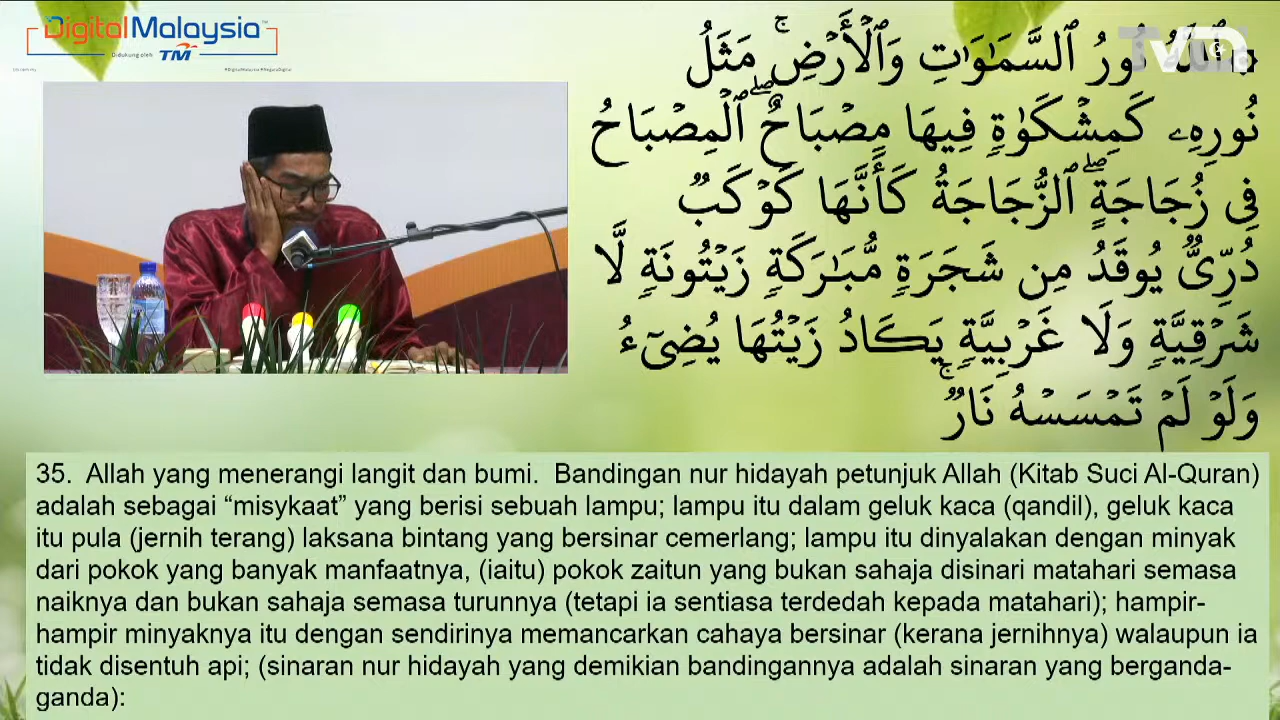 DigitalMalaysia
Didukung oleh TM
#DigitalMalaysia #NegaraDigital
TV
ٱللَّهُ نُورُ ٱلسَّمَٰوَٰتِ وَٱلْأَرْضِ ۚ مَثَلُ
نُورِهِۦ كَمِشْكَوٰةٍ فِيهَا مِصْبَاحٌ ۖ ٱلْمِصْبَاحُ
فِى زُجَاجَةٍ ۖ ٱلزُّجَاجَةُ كَأَنَّهَا كَوْكَبٌ
دُرِّىٌّ يُوقَدُ مِن شَجَرَةٍ مُّبَٰرَكَةٍ زَيْتُونَةٍ لَّا
شَرْقِيَّةٍ وَلَا غَرْبِيَّةٍ يَكَادُ زَيْتُهَا يُضِىٓءُ
وَلَوْ لَمْ تَمْسَسْهُ نَارٌ ۚ
35. Allah yang menerangi langit dan bumi. Bandingan nur hidayah petunjuk Allah (Kitab Suci Al-Quran)
adalah sebagai “misykaat” yang berisi sebuah lampu; lampu itu dalam geluk kaca (qandil), geluk kaca
itu pula (jernih terang) laksana bintang yang bersinar cemerlang; lampu itu dinyalakan dengan minyak
dari pokok yang banyak manfaatnya, (iaitu) pokok zaitun yang bukan sahaja disinari matahari semasa
naiknya dan bukan sahaja semasa turunnya (tetapi ia sentiasa terdedah kepada matahari); hampir-
hampir minyaknya itu dengan sendirinya memancarkan cahaya bersinar (kerana jernihnya) walaupun ia
tidak disentuh api; (sinaran nur hidayah yang demikian bandingannya adalah sinaran yang berganda-
ganda):